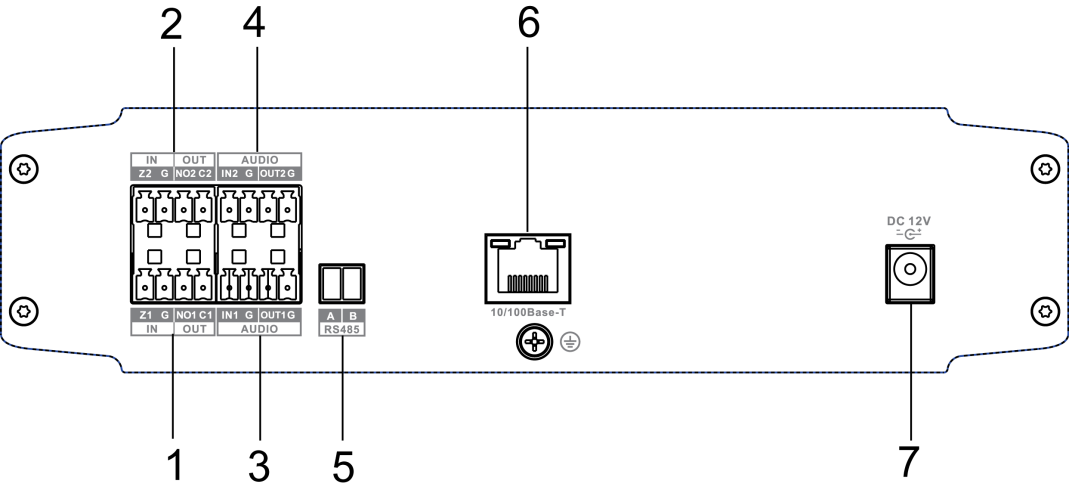 2 4 6
IN OUT AUDIO
Z2 G NO2 C2 IN2 G OUT2 G
DC 12V
- +
Z1 G NO1 C1 IN1 G OUT1 G
IN OUT AUDIO
A B
RS485
10/100Base-T
1 3 5 7